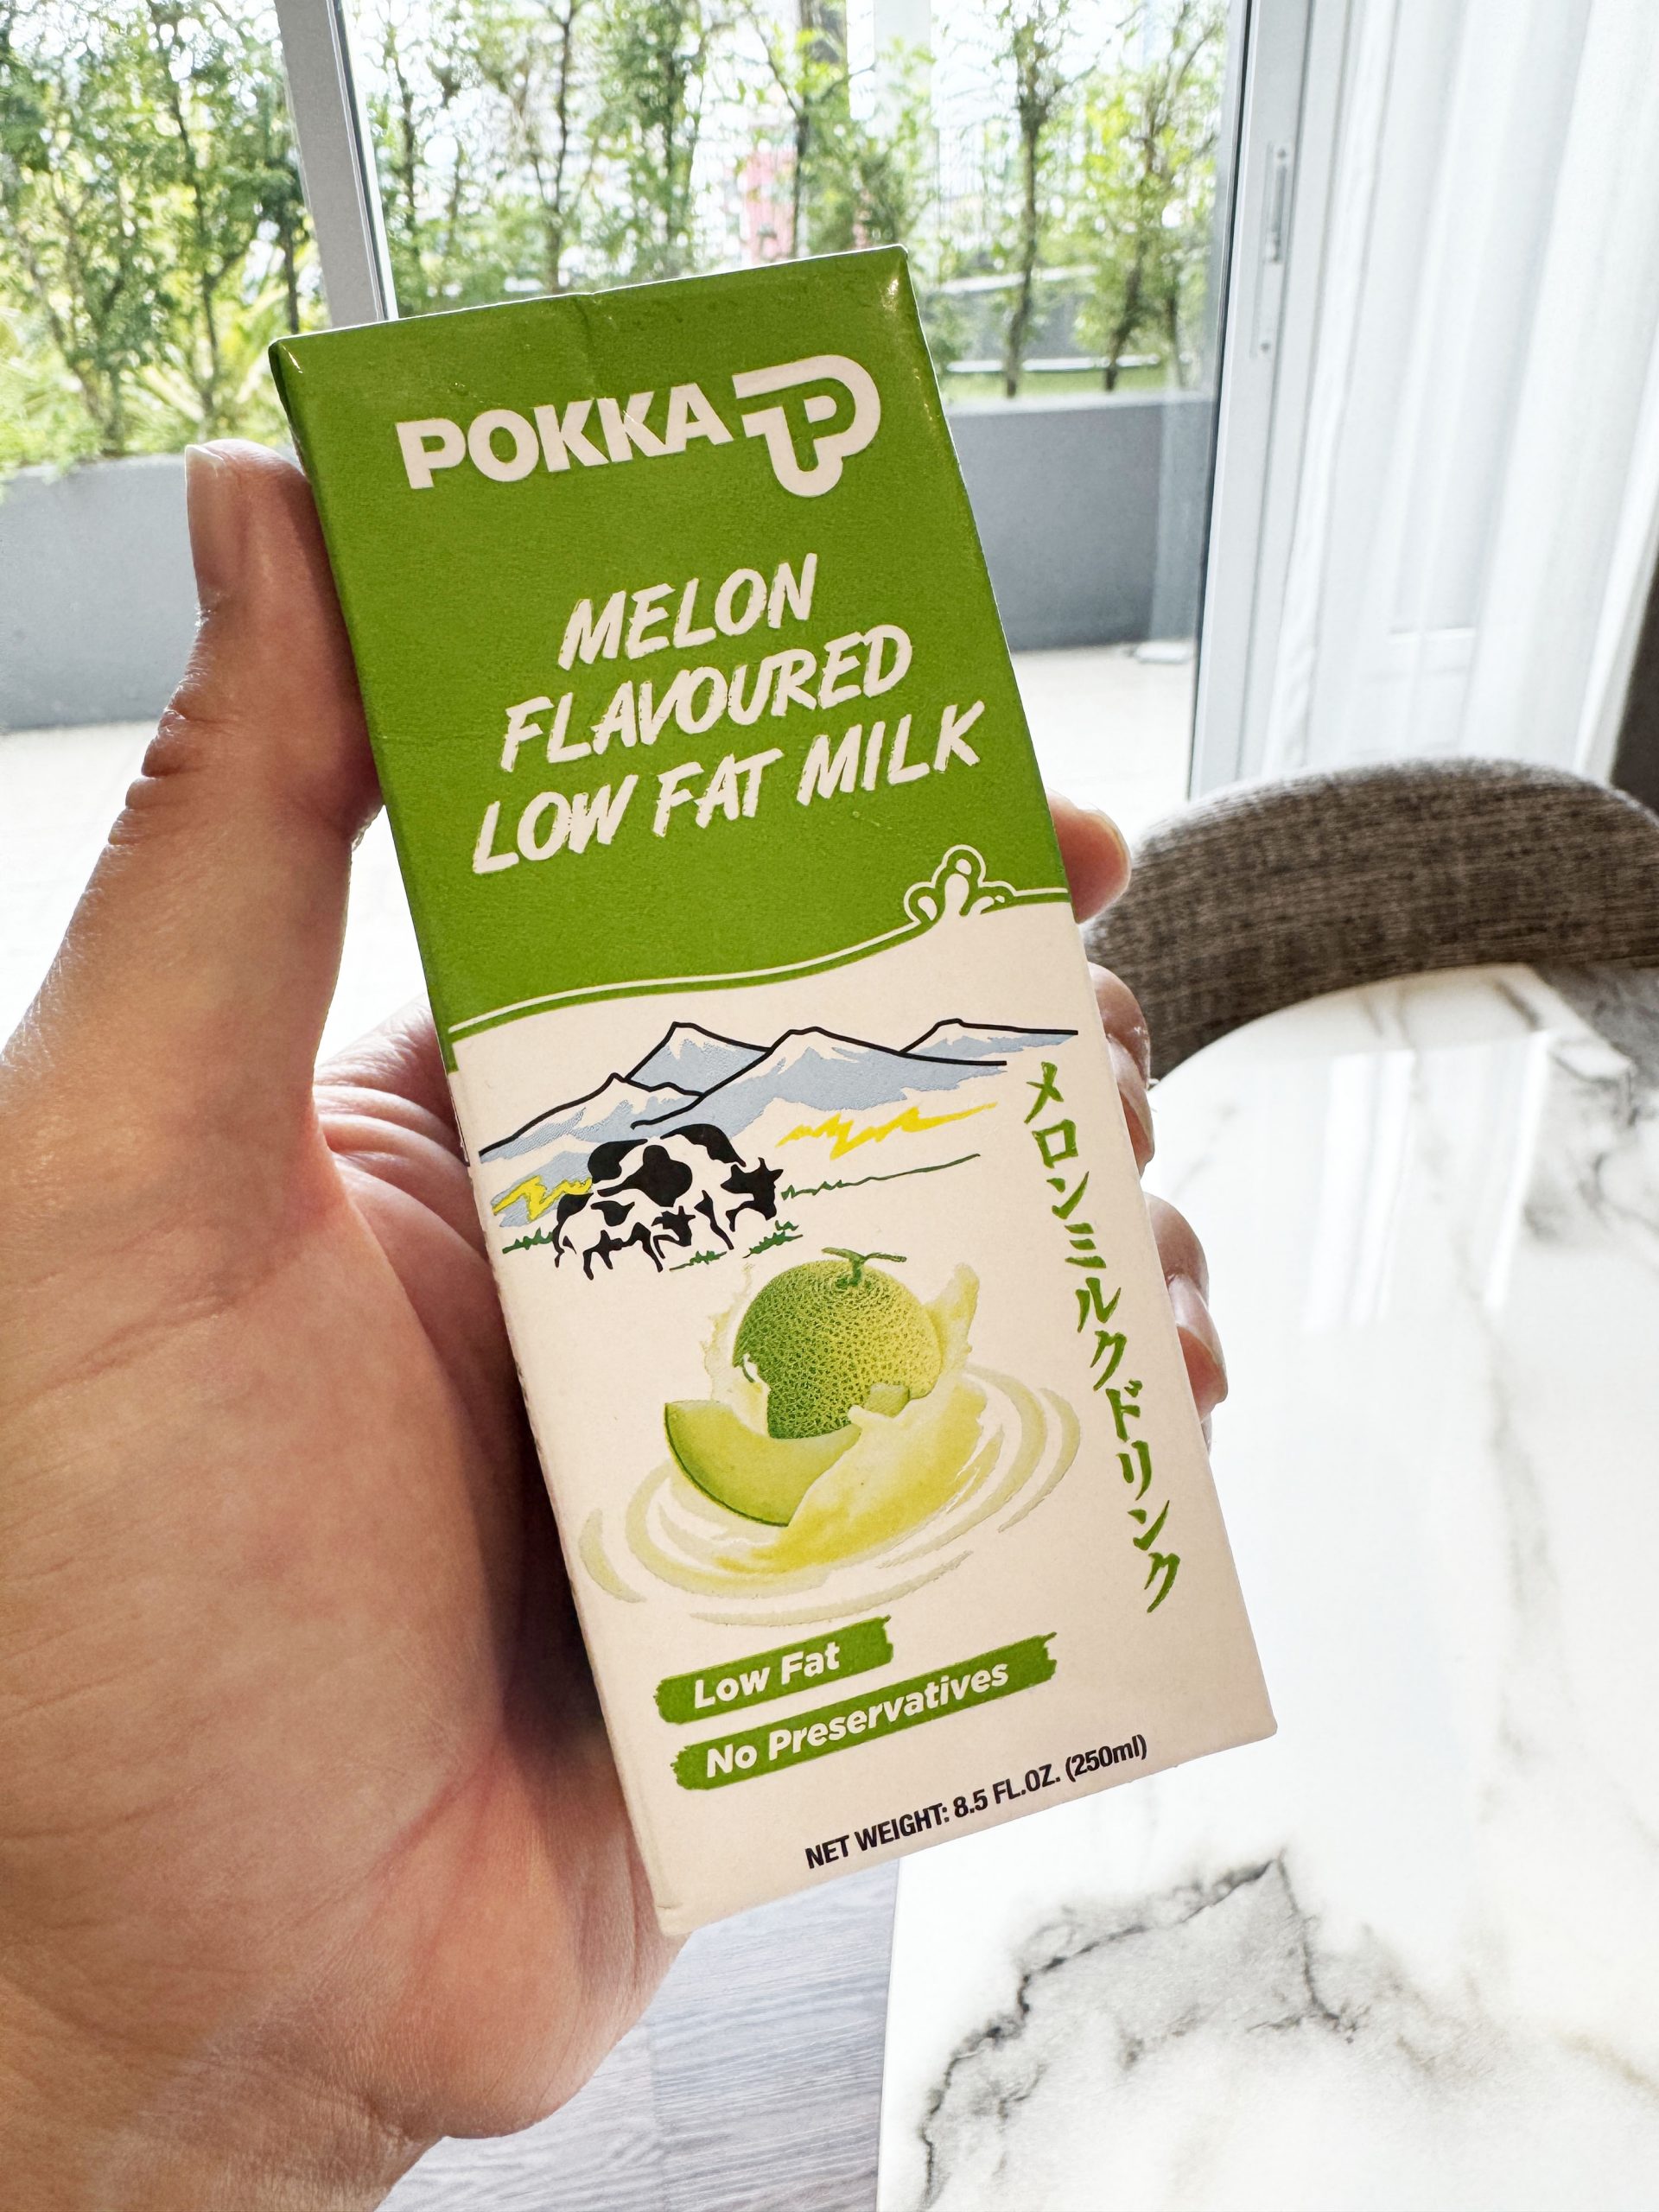 POKKA
MELON
FLAVOURED
LOW FAT MILK
メロンミルクドリンク
Low Fat
No Preservatives
NET WEIGHT: 8.5 FL.OZ. (250ml)